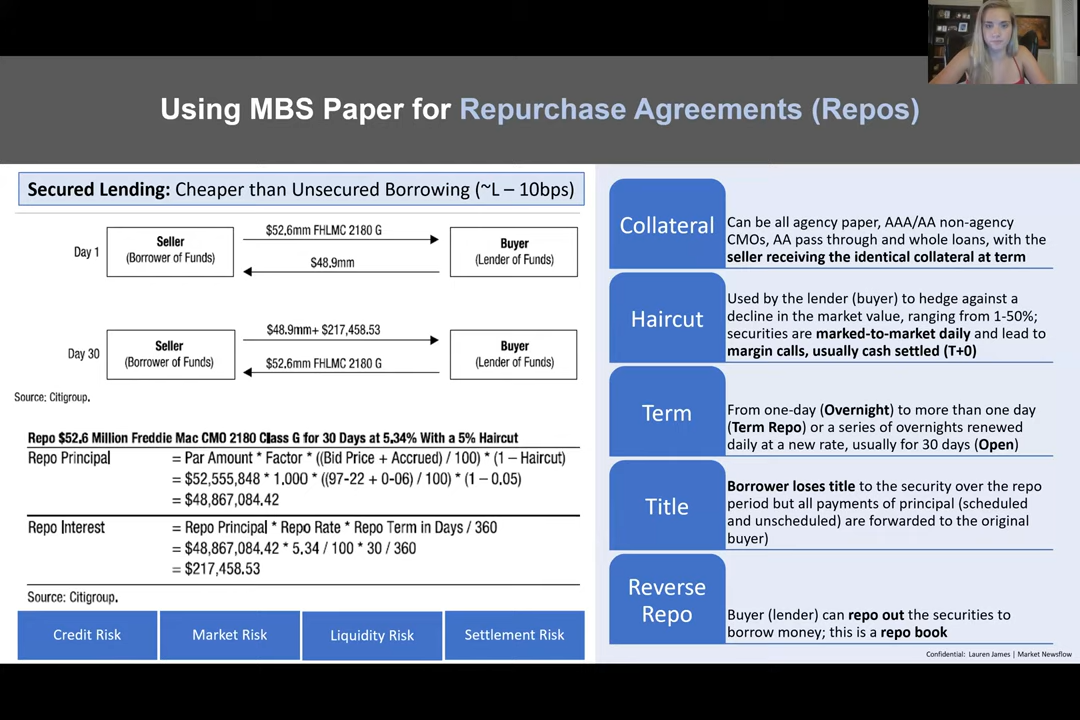 Using MBS Paper for Repurchase Agreements (Repos)
Secured Lending: Cheaper than Unsecured Borrowing (~L – 10bps)
Day 1
Seller
(Borrower of Funds)
$52,6mm FHLMC 2180 G
$48.9mm
Buyer
(Lender of Funds)
Day 30
Seller
(Borrower of Funds)
$48.9mm+ $217,458.53
$52.6mm FHLMC 2180 G
Buyer
(Lender of Funds)
Source: Citigroup.
Repo $52,6 Million Freddie Mac CMO 2180 Class G for 30 Days at 5,34% With a 5% Haircut
Repo Principal = Par Amount * Factor * ((Bid Price + Accrued) / 100) * (1 – Haircut)
= $52,555,848 * 1.000 * ((97-22 + 0-06) / 100) * (1 – 0.05)
= $48,867,084.42
Repo Interest = Repo Principal * Repo Rate * Repo Term in Days / 360
= $48,867,084.42 * 5.34 / 100 * 30 / 360
= $217,458.53
Source: Citigroup.
Credit Risk
Market Risk
Liquidity Risk
Settlement Risk
Collateral
Can be all agency paper, AAA/AA non-agency
CMOs, AA pass through and whole loans, with the
seller receiving the identical collateral at term
Haircut
Used by the lender (buyer) to hedge against a
decline in the market value, ranging from 1-50%;
securities are marked-to-market daily and lead to
margin calls, usually cash settled (T+0)
Term
From one-day (Overnight) to more than one day
(Term Repo) or a series of overnights renewed
daily at a new rate, usually for 30 days (Open)
Title
Borrower loses title to the security over the repo
period but all payments of principal (scheduled
and unscheduled) are forwarded to the original
buyer)
Reverse
Repo
Buyer (lender) can repo out the securities to
borrow money; this is a repo book
Confidential: Lauren James | Market Newsflow